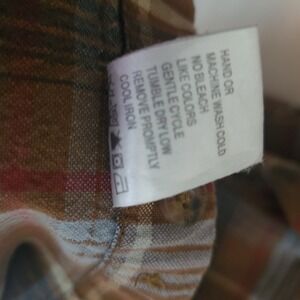 HAND OR
MACHINE WASH COLD
NO BLEACH
LIKE COLORS
GENTLE CYCLE
TUMBLE DRY LOW
REMOVE PROMPTLY
COOL IRON